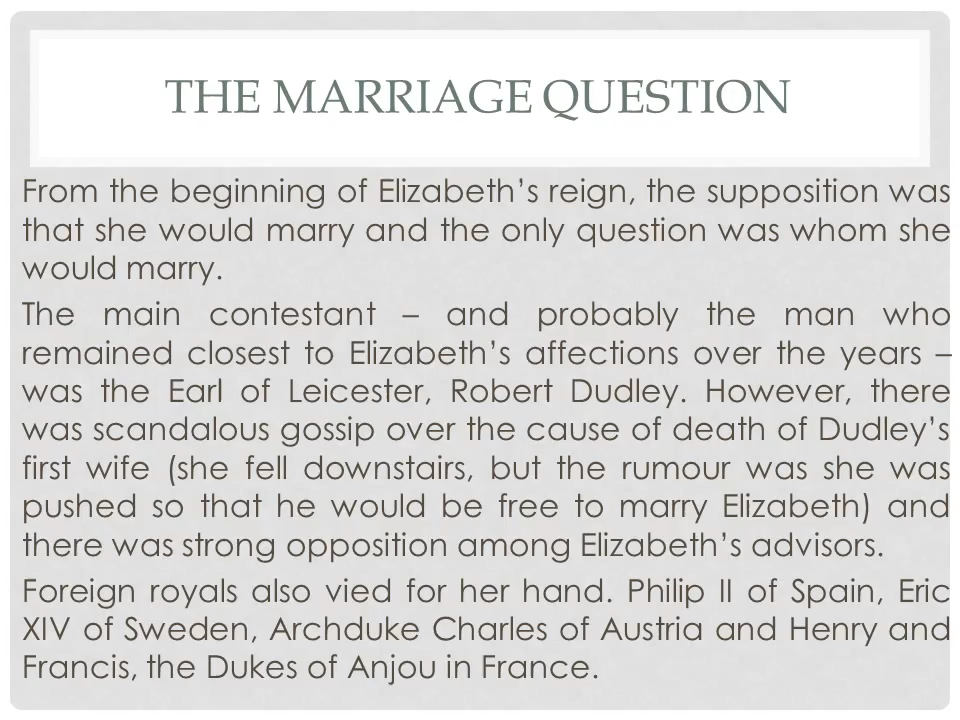 THE MARRIAGE QUESTION
From the beginning of Elizabeth’s reign, the supposition was
that she would marry and the only question was whom she
would marry.
The main contestant – and probably the man who
remained closest to Elizabeth’s affections over the years –
was the Earl of Leicester, Robert Dudley. However, there
was scandalous gossip over the cause of death of Dudley’s
first wife (she fell downstairs, but the rumour was she was
pushed so that he would be free to marry Elizabeth) and
there was strong opposition among Elizabeth’s advisors.
Foreign royals also vied for her hand. Philip II of Spain, Eric
XIV of Sweden, Archduke Charles of Austria and Henry and
Francis, the Dukes of Anjou in France.